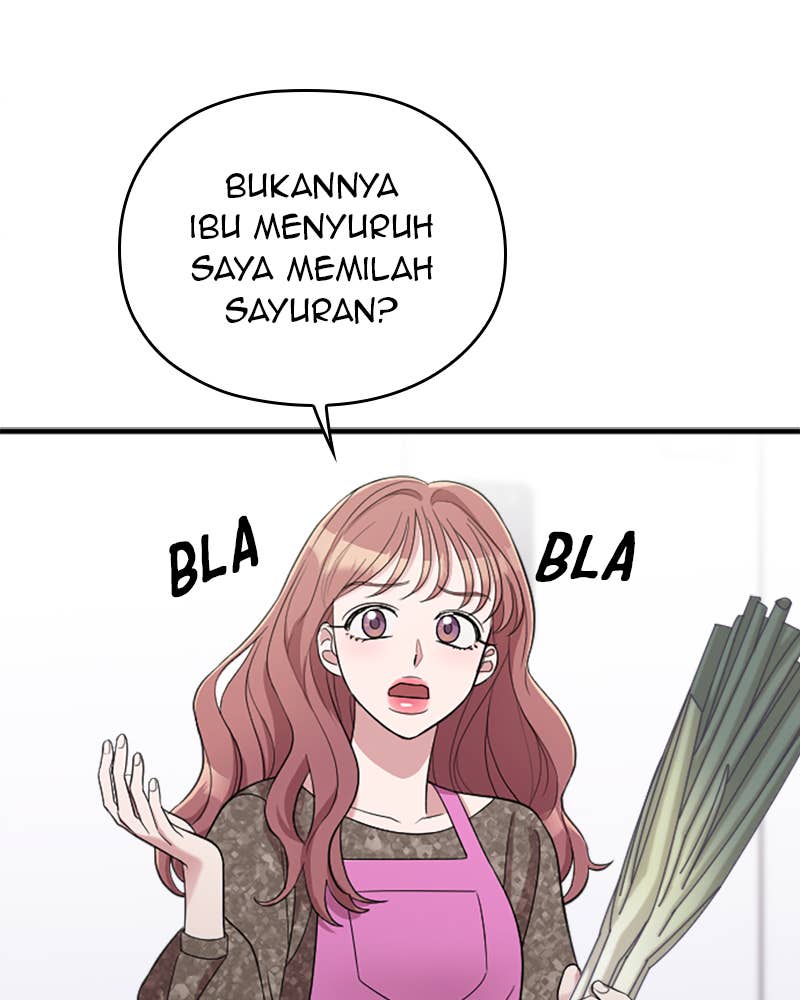 BUKANNYA
IBU MENYURUH
SAYA MEMILAH
SAYURAN?
BLA
BLA